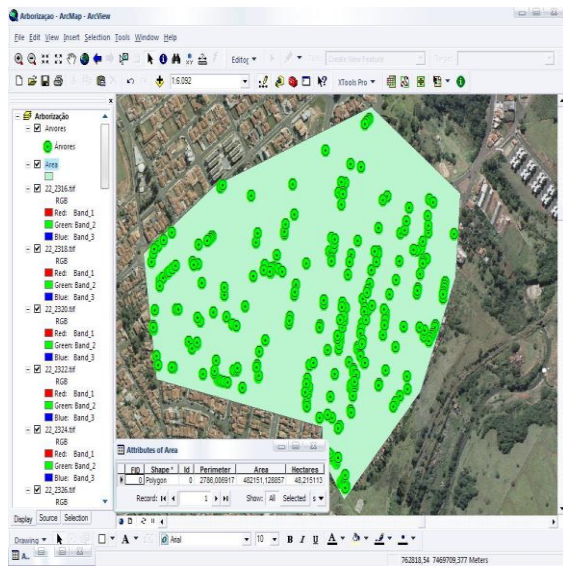 Arborizaçao - ArcMap - ArcView
File Edit View Insert Selection Tools Window Help
Editor Create New Feature
1:6.092 XTools Pro
Arborização
Arvores
Árvores
Area
22_2316.tif
RGB
Red: Band_1
Green: Band_2
Blue: Band_3
22_2318.tif
RGB
Red: Band_1
Green: Band_2
Blue: Band_3
22_2320.tif
RGB
Red: Band_1
Green: Band_2
Blue: Band_3
22_2322.tif
RGB
Red: Band_1
Green: Band_2
Blue: Band_3
22_2324.tif
RGB
Red: Band_1
Green: Band_2
Blue: Band_3
22_2326.tif
RGB
Attributes of Area
FID Shape* Id Perimeter Area Hectares
0 Polygon 0 2786,006917 482151,128857 48,215113
Record: 1 Show: All Selected
Display Source Selection
Drawing A Arial 10 B I U A
A..
762818,54 7469709,377 Meters